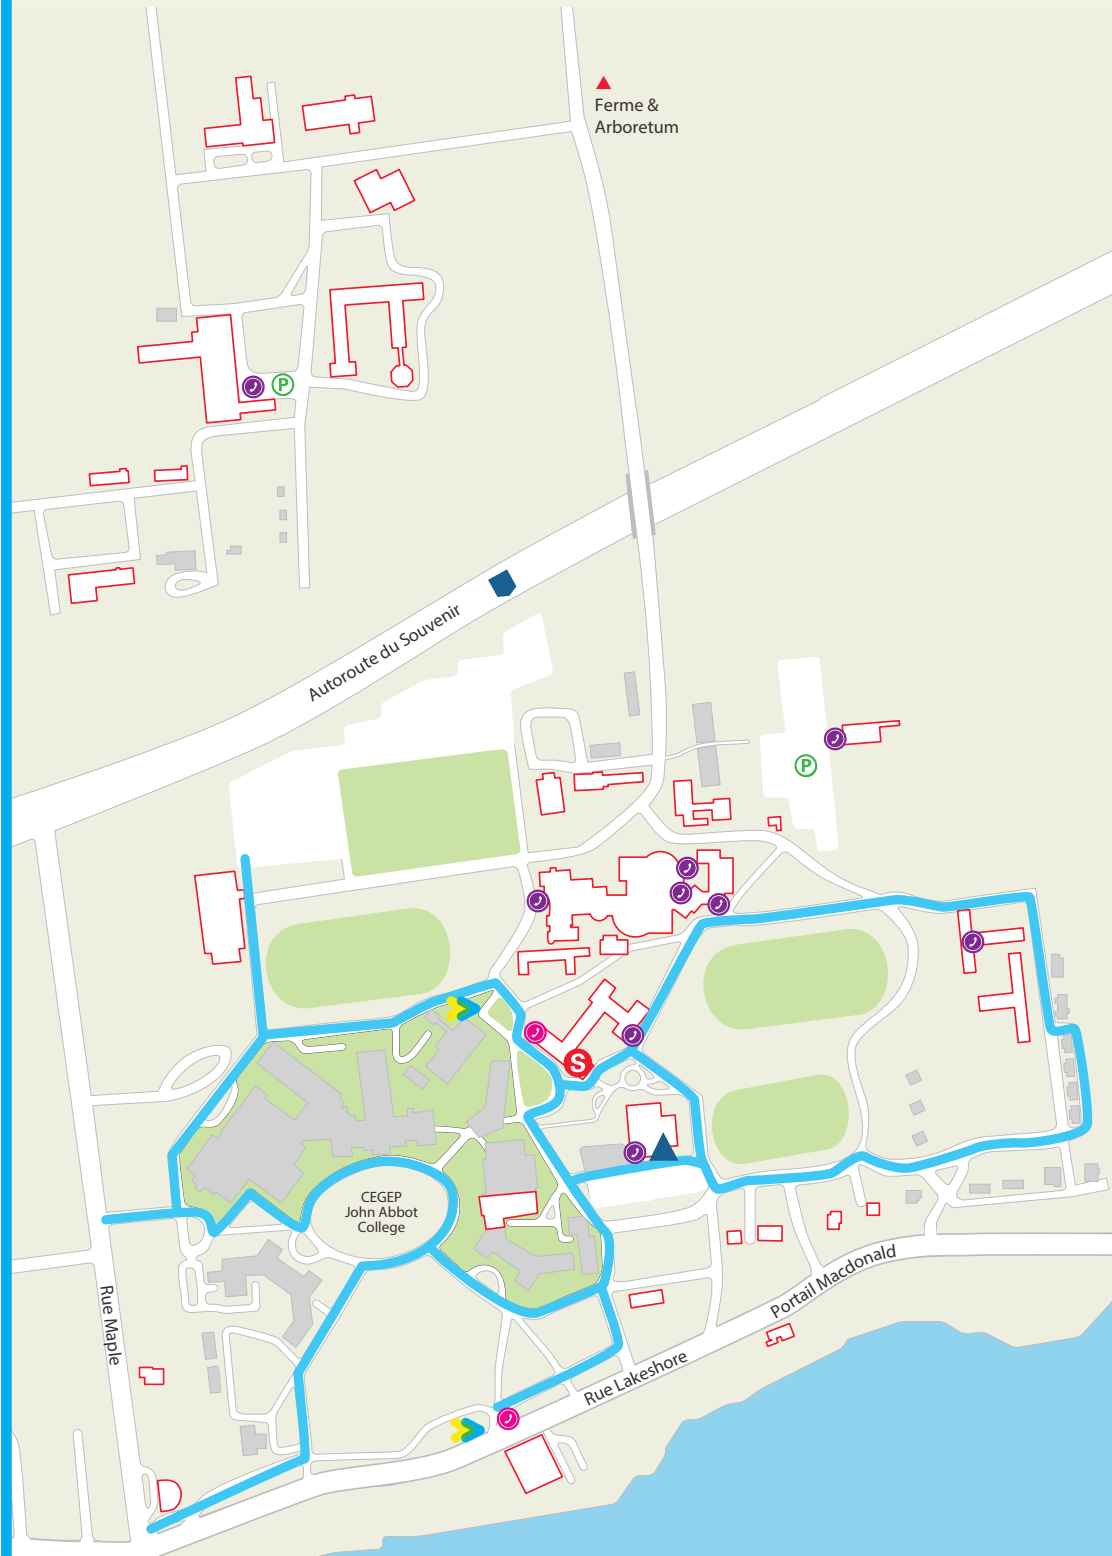 Ferme &
Arboretum
P
Autoroute du Souvenir
P
S
CEGEP
John Abbot
College
Rue Maple
Portail Macdonald
Rue Lakeshore